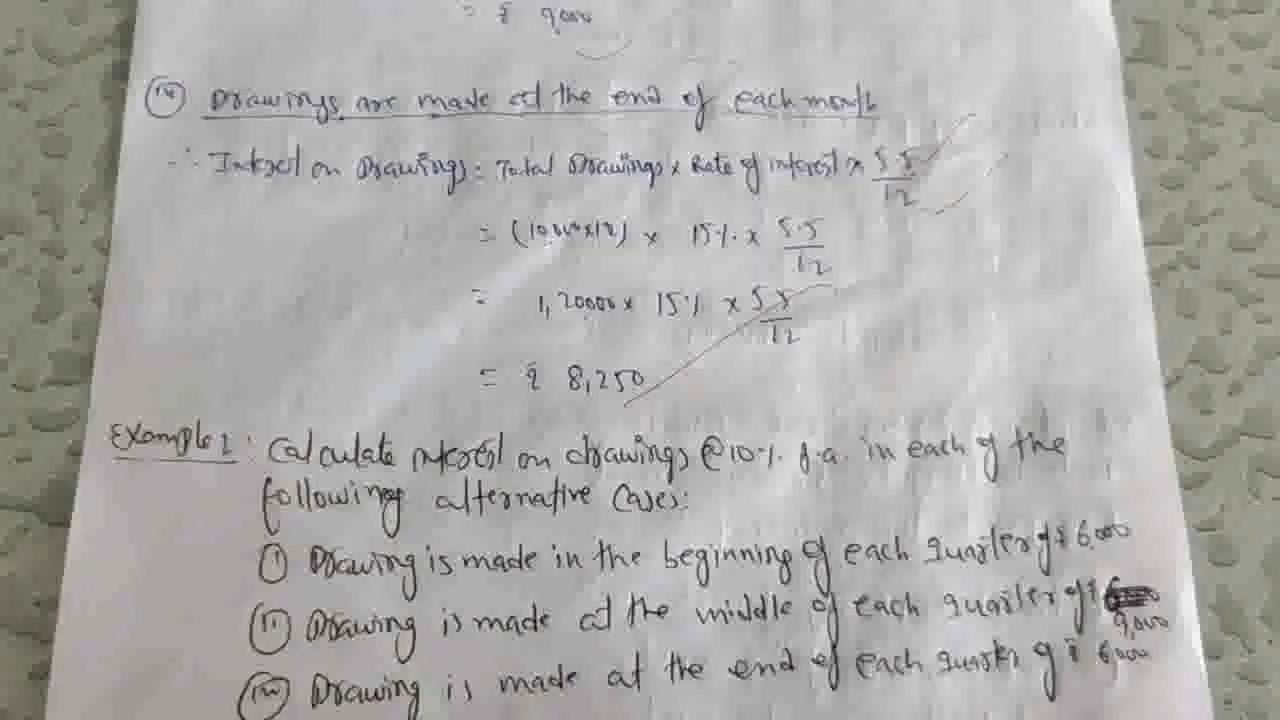 = ₹ 9,000
Drawings are made at the end of each month
∴ Interest on Drawings = Total Drawings x Rate of interest x 5.5/12
= (10,000x12) x 15% x 5.5/12
= 1,20000 x 15% x 5.5/12
= ₹ 8,250
Example 2: Calculate interest on drawings @10% p.a. in each of the
following alternative cases:
(i) Drawing is made in the beginning of each quarter of ₹ 6,000
(ii) Drawing is made at the middle of each quarter of ₹
9,000
Drawing is made at the end of each quarter of ₹ 6,000